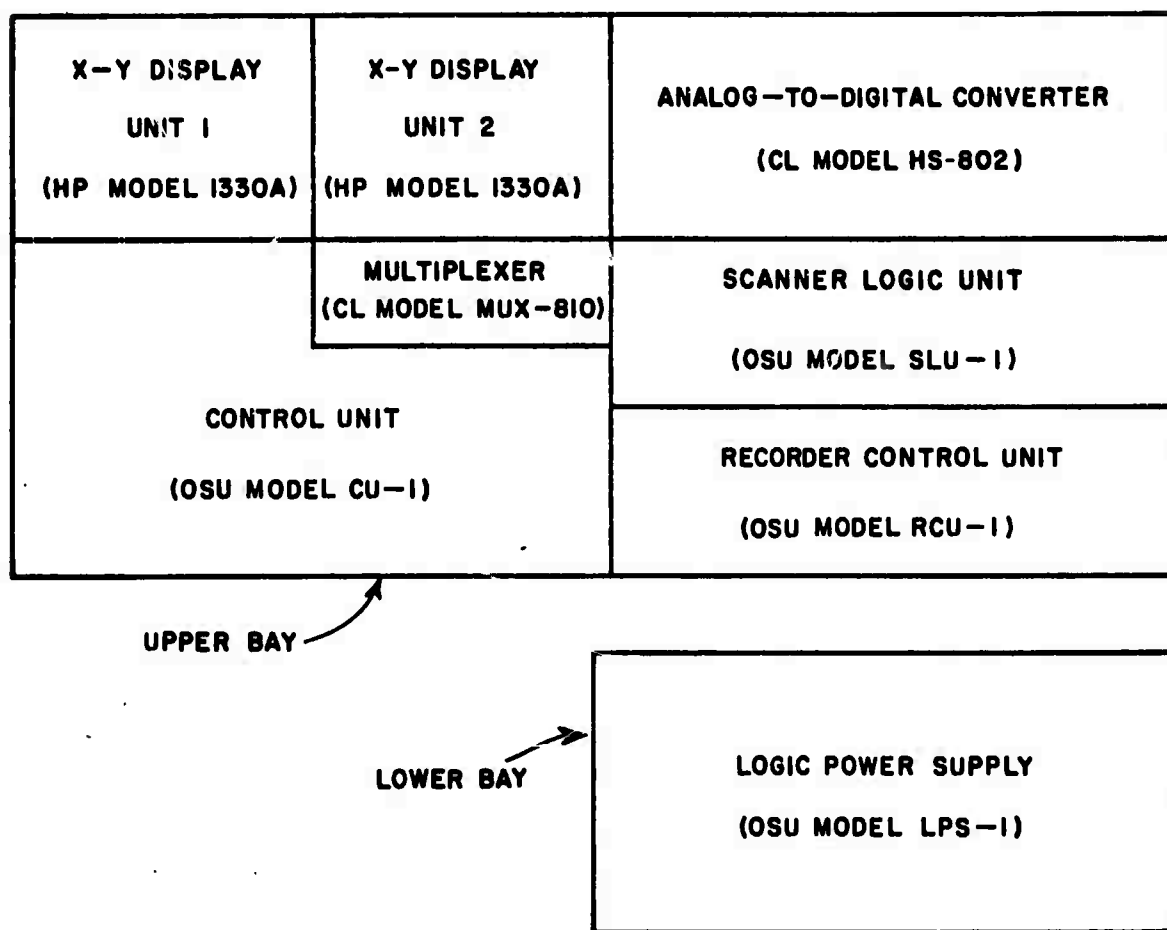 X-Y DISPLAY
UNIT 1
(HP MODEL 1330A)
X-Y DISPLAY
UNIT 2
(HP MODEL 1330A)
ANALOG-TO-DIGITAL CONVERTER
(CL MODEL HS-802)
MULTIPLEXER
(CL MODEL MUX-810)
SCANNER LOGIC UNIT
(OSU MODEL SLU-1)
CONTROL UNIT
(OSU MODEL CU-1)
RECORDER CONTROL UNIT
(OSU MODEL RCU-1)
UPPER BAY
LOWER BAY
LOGIC POWER SUPPLY
(OSU MODEL LPS-1)